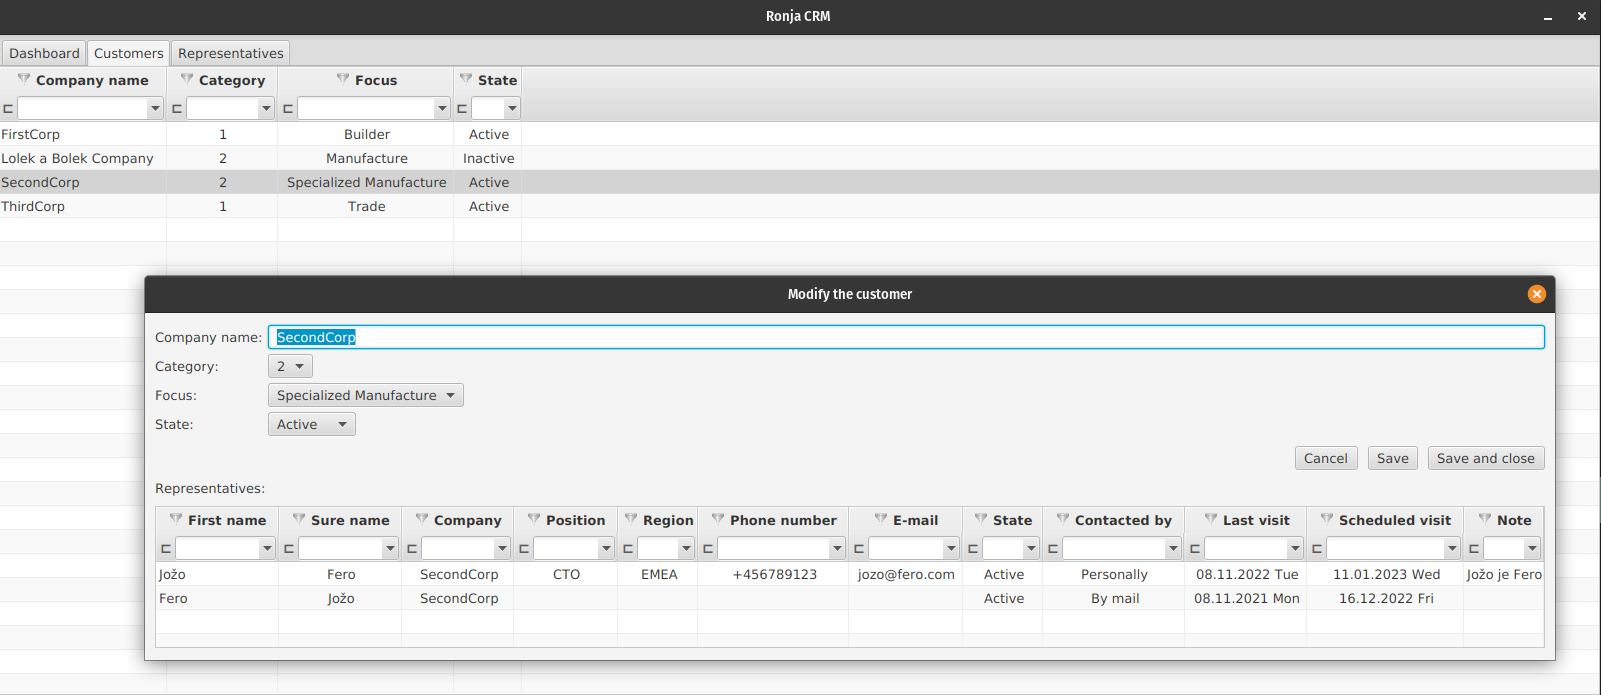 Ronja CRM
Dashboard Customers Representatives
Company name Category Focus State
FirstCorp 1 Builder Active
Lolek a Bolek Company 2 Manufacture Inactive
SecondCorp 2 Specialized Manufacture Active
ThirdCorp 1 Trade Active
Modify the customer
Company name: SecondCorp
Category: 2
Focus: Specialized Manufacture
State: Active
Cancel Save Save and close
Representatives:
First name Sure name Company Position Region Phone number E-mail State Contacted by Last visit Scheduled visit Note
Jožo Fero SecondCorp CTO EMEA +456789123 jozo@fero.com Active Personally 08.11.2022 Tue 11.01.2023 Wed Jožo je Fero
Fero Jožo SecondCorp Active By mail 08.11.2021 Mon 16.12.2022 Fri